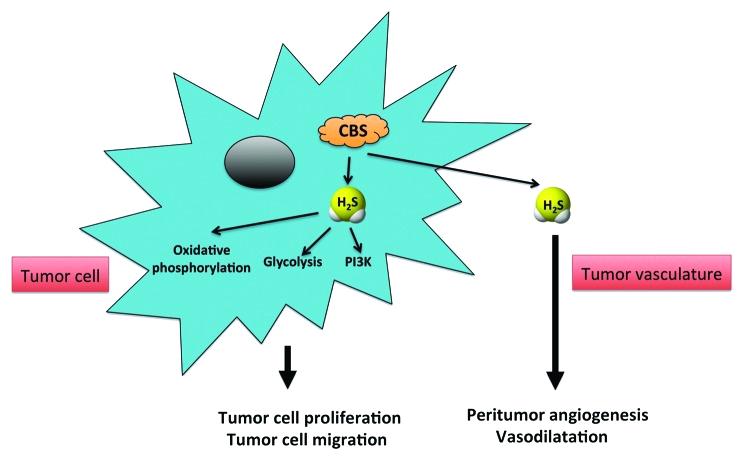 CBS
H₂S
H₂S
Oxidative
phosphorylation
Glycolysis
PI3K
Tumor cell
Tumor vasculature
Tumor cell proliferation
Tumor cell migration
Peritumor angiogenesis
Vasodilatation